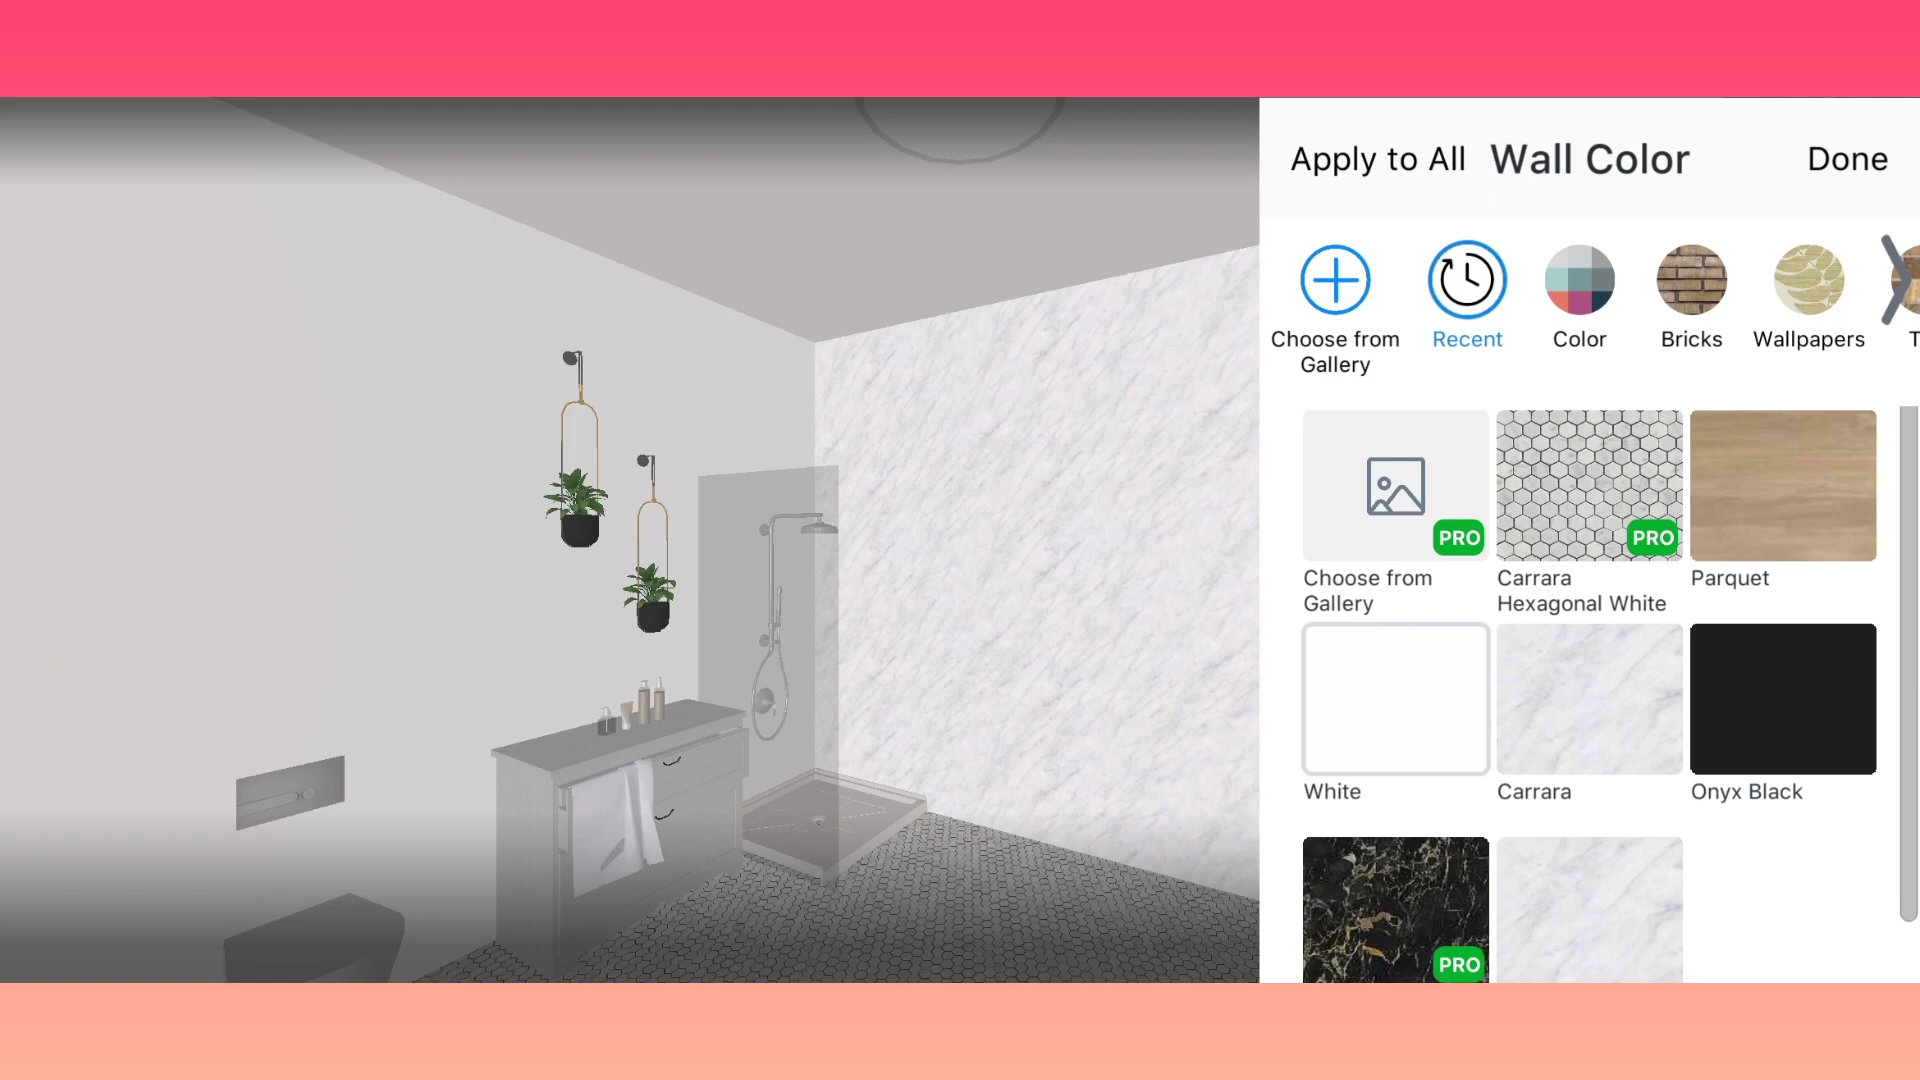 Apply to All Wall Color Done
Choose from
Gallery
Recent
Color
Bricks
Wallpapers
T
PRO
PRO
Choose from
Gallery
Carrara
Hexagonal White
Parquet
White
Carrara
Onyx Black
PRO